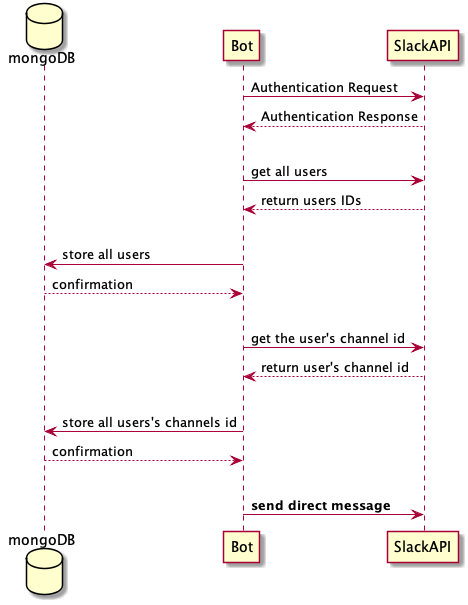 mongoDB
Bot
SlackAPI
Authentication Request
Authentication Response
get all users
return users IDs
store all users
confirmation
get the user's channel id
return user's channel id
store all users's channels id
confirmation
send direct message
mongoDB
Bot
SlackAPI